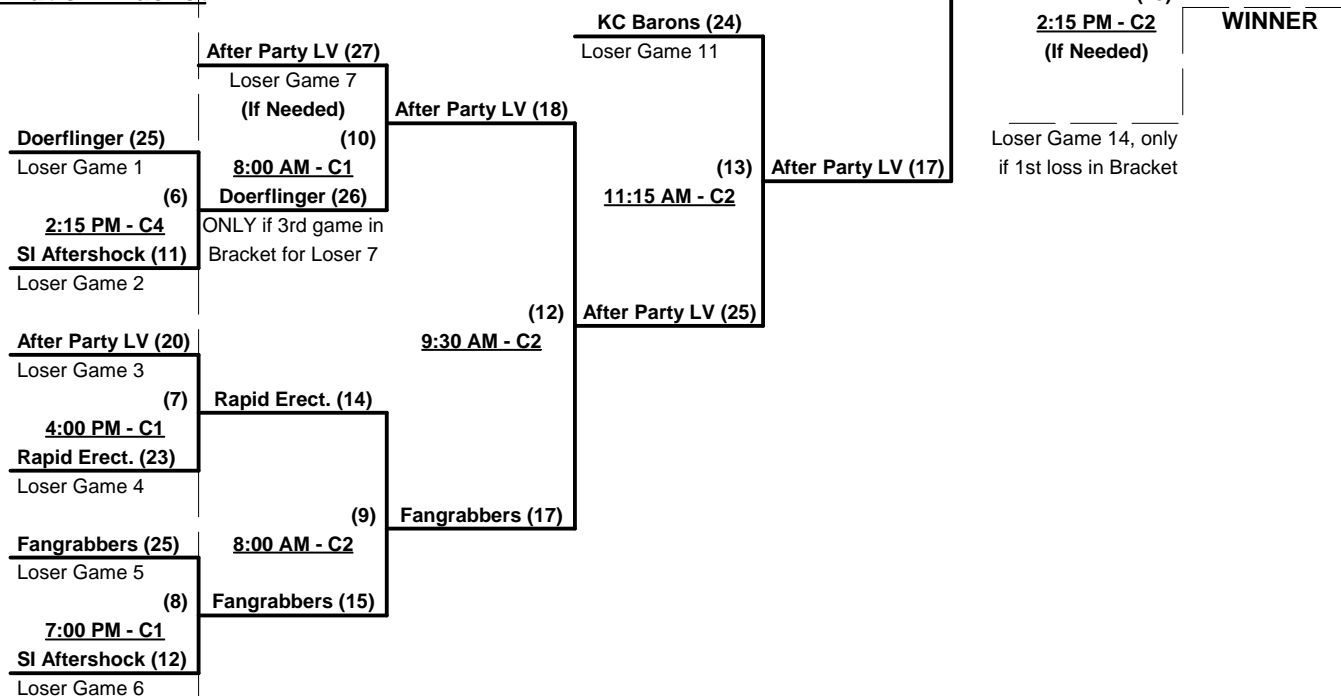 KC Barons (24)
Loser Game 11
2:15 PM - C2
(If Needed)
WINNER
After Party LV (27)
Loser Game 7
(If Needed)
(10)
8:00 AM - C1
Doerflinger (26)
ONLY if 3rd game in
Bracket for Loser 7
After Party LV (18)
Doerflinger (25)
Loser Game 1
(6)
2:15 PM - C4
SI Aftershock (11)
Loser Game 2
(13)
11:15 AM - C2
After Party LV (17)
Loser Game 14, only
if 1st loss in Bracket
(12)
9:30 AM - C2
After Party LV (25)
After Party LV (20)
Loser Game 3
(7)
4:00 PM - C1
Rapid Erect. (23)
Loser Game 4
Rapid Erect. (14)
(9)
8:00 AM - C2
Fangrabbers (17)
Fangrabbers (25)
Loser Game 5
(8)
7:00 PM - C1
SI Aftershock (12)
Loser Game 6
Fangrabbers (15)